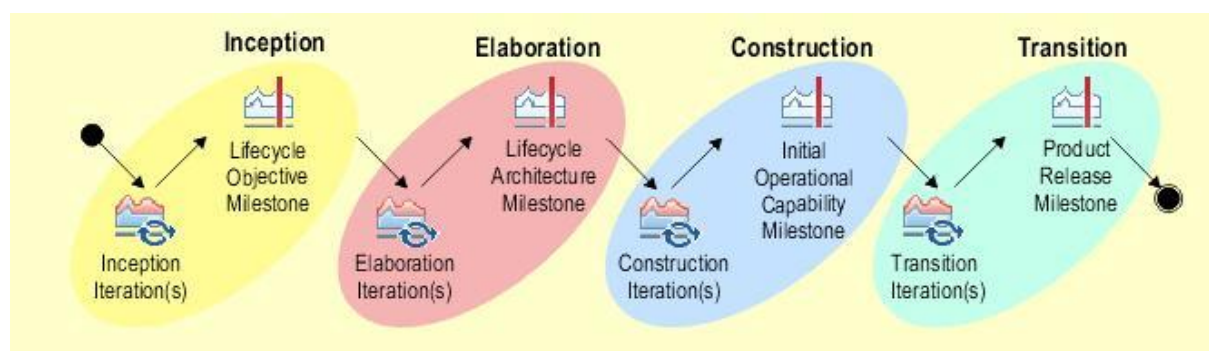 Inception
Lifecycle
Objective
Milestone
Inception
Iteration(s)
Elaboration
Lifecycle
Architecture
Milestone
Elaboration
Iteration(s)
Construction
Initial
Operational
Capability
Milestone
Construction
Iteration(s)
Transition
Product
Release
Milestone
Transition
Iteration(s)